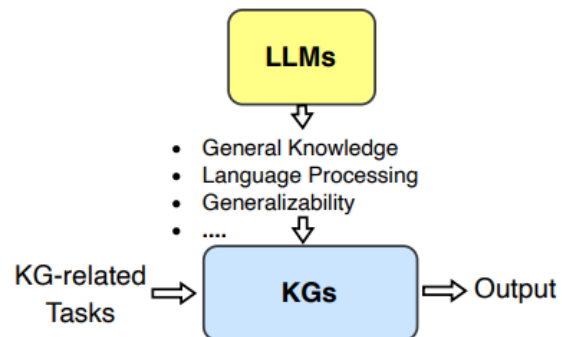 LLMs
• General Knowledge
• Language Processing
• Generalizability
• ....
KG-related
Tasks
KGs
Output